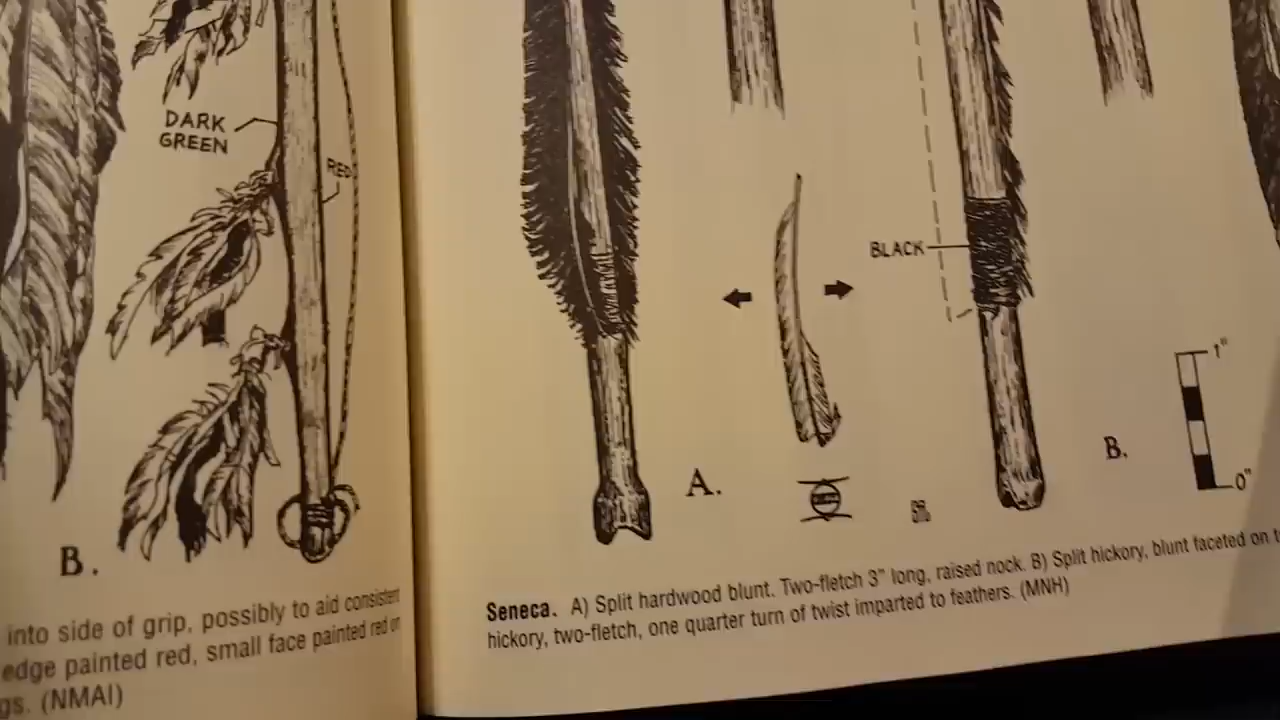 DARK
GREEN
RED
B.
into side of grip, possibly to aid consistent
edge painted red, small face painted red on
gs. (NMAI)
BLACK
A.
B.
1"
0"
Seneca. A) Split hardwood blunt. Two-fletch 3" long, raised nock. B) Split hickory, blunt faceted on
hickory, two-fletch, one quarter turn of twist imparted to feathers. (MNH)